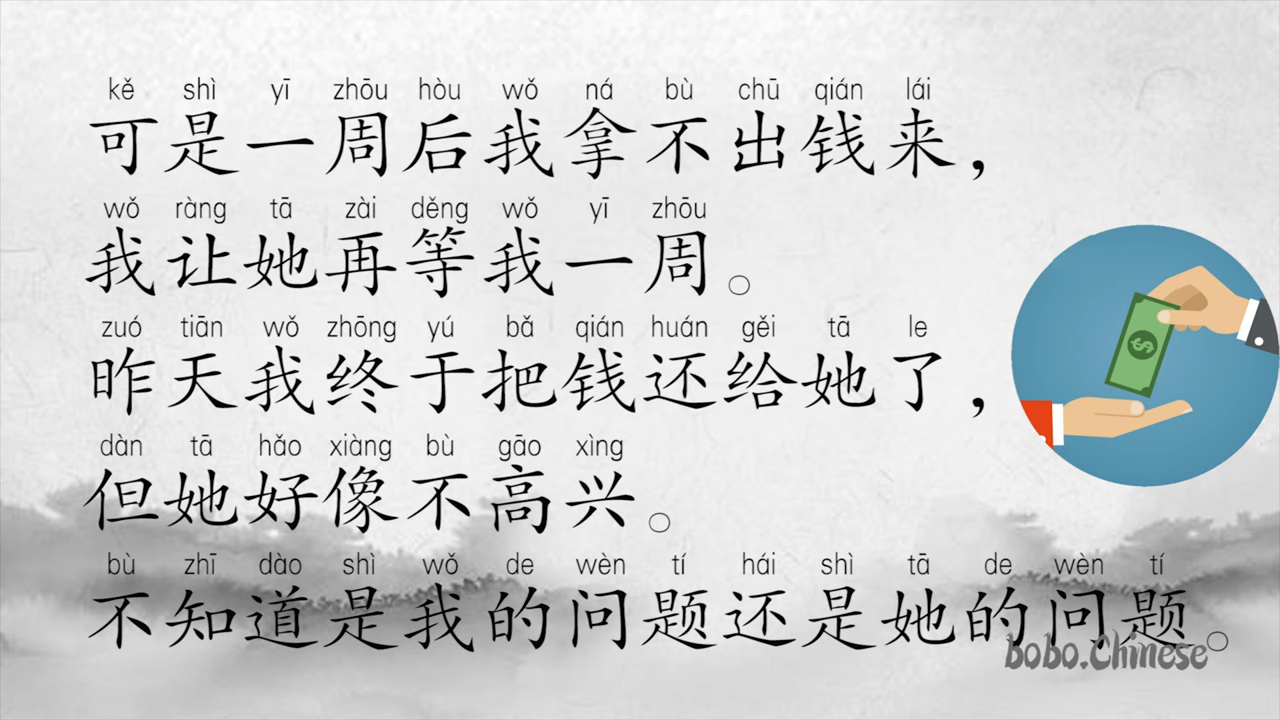 kě shì yī zhōu hòu wǒ ná bù chū qián lái
可是一周后我拿不出钱来，
wǒ ràng tā zài děng wǒ yī zhōu
我让她再等我一周。
zuó tiān wǒ zhōng yú bǎ qián huán gěi tā le
昨天我终于把钱还给她了，
dàn tā hǎo xiàng bù gāo xìng
但她好像不高兴。
bù zhī dào shì wǒ de wèn tí hái shì tā de wèn tí
不知道是我的问题还是她的问题。
bobo.Chinese
$